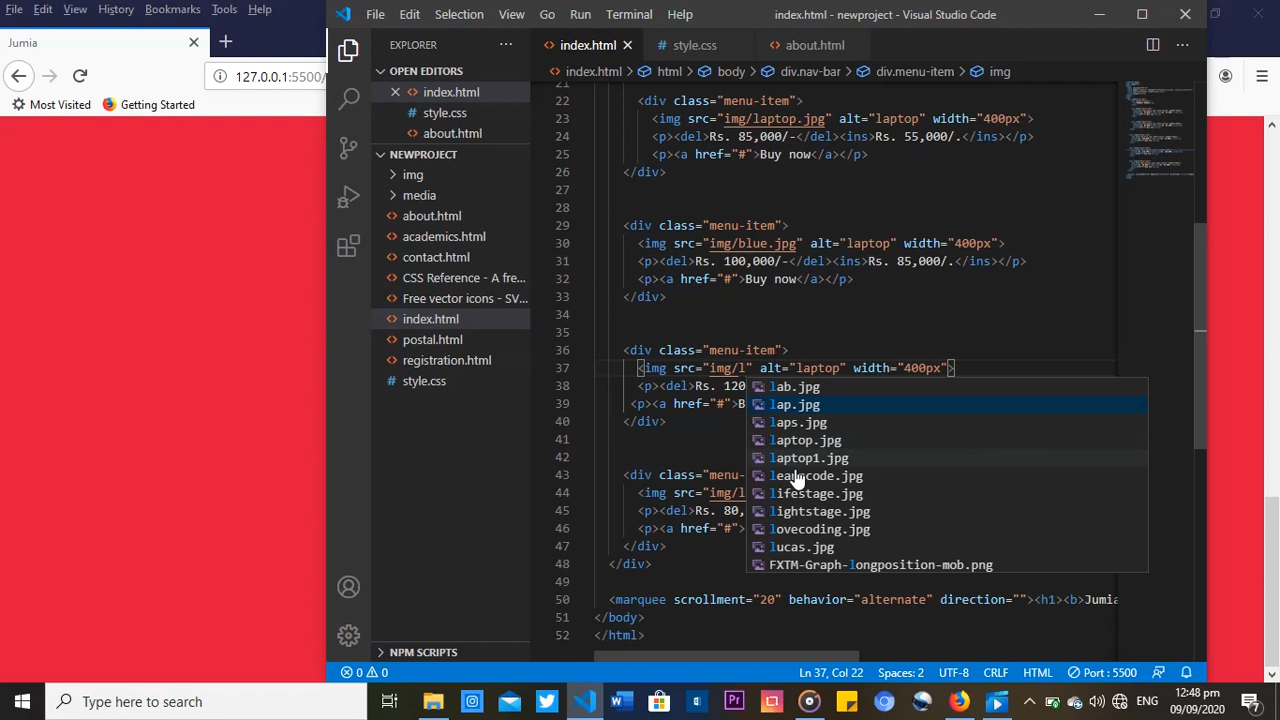 File Edit View History Bookmarks Tools Help
Jumia
127.0.0.1:5500/
Most Visited Getting Started
File Edit Selection View Go Run Terminal Help index.html - newproject - Visual Studio Code
EXPLORER
OPEN EDITORS
index.html
style.css
about.html
NEWPROJECT
img
media
about.html
academics.html
contact.html
CSS Reference - A fre...
Free vector icons - SV...
index.html
postal.html
registration.html
style.css
NPM SCRIPTS
index.html style.css about.html
index.html html body div.nav-bar div.menu-item img
21
22 <div class="menu-item">
23 <img src="img/laptop.jpg" alt="laptop" width="400px">
24 <p><del>Rs. 85,000/-</del><ins>Rs. 55,000/.</ins></p>
25 <p><a href="#">Buy now</a></p>
26 </div>
27
28
29 <div class="menu-item">
30 <img src="img/blue.jpg" alt="laptop" width="400px">
31 <p><del>Rs. 100,000/-</del><ins>Rs. 85,000/.</ins></p>
32 <p><a href="#">Buy now</a></p>
33 </div>
34
35
36 <div class="menu-item">
37 <img src="img/l" alt="laptop" width="400px">
38 <p><del>Rs. 120
39 <p><a href="#">B
40 </div>
41
42
43 <div class="menu-
44 <img src="img/l
45 <p><del>Rs. 80,
46 <p><a href="#">
47 </div>
48 </div>
49
50 <marquee scrollment="20" behavior="alternate" direction=""><h1><b>Jumia
51 </body>
52 </html>
lab.jpg
lap.jpg
laps.jpg
laptop.jpg
laptop1.jpg
lifestage.jpg
lightstage.jpg
lovecoding.jpg
lucas.jpg
FXTM-Graph-longposition-mob.png
0 0 Ln 37, Col 22 Spaces: 2 UTF-8 CRLF HTML Port : 5500
Type here to search
ENG
12:48 pm
09/09/2020
7